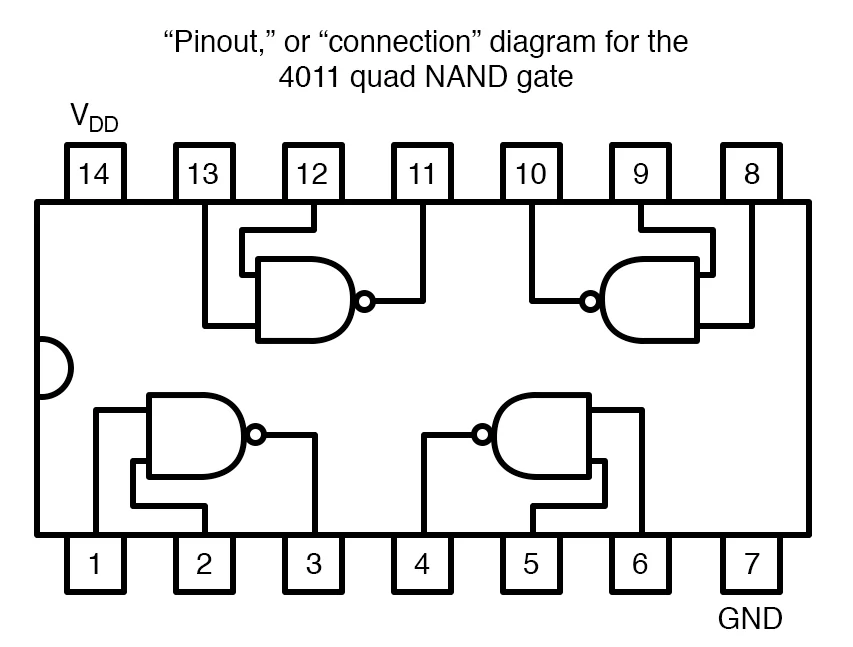 “Pinout,” or “connection” diagram for the
4011 quad NAND gate
VDD
14 13 12 11 10 9 8
1 2 3 4 5 6 7
GND